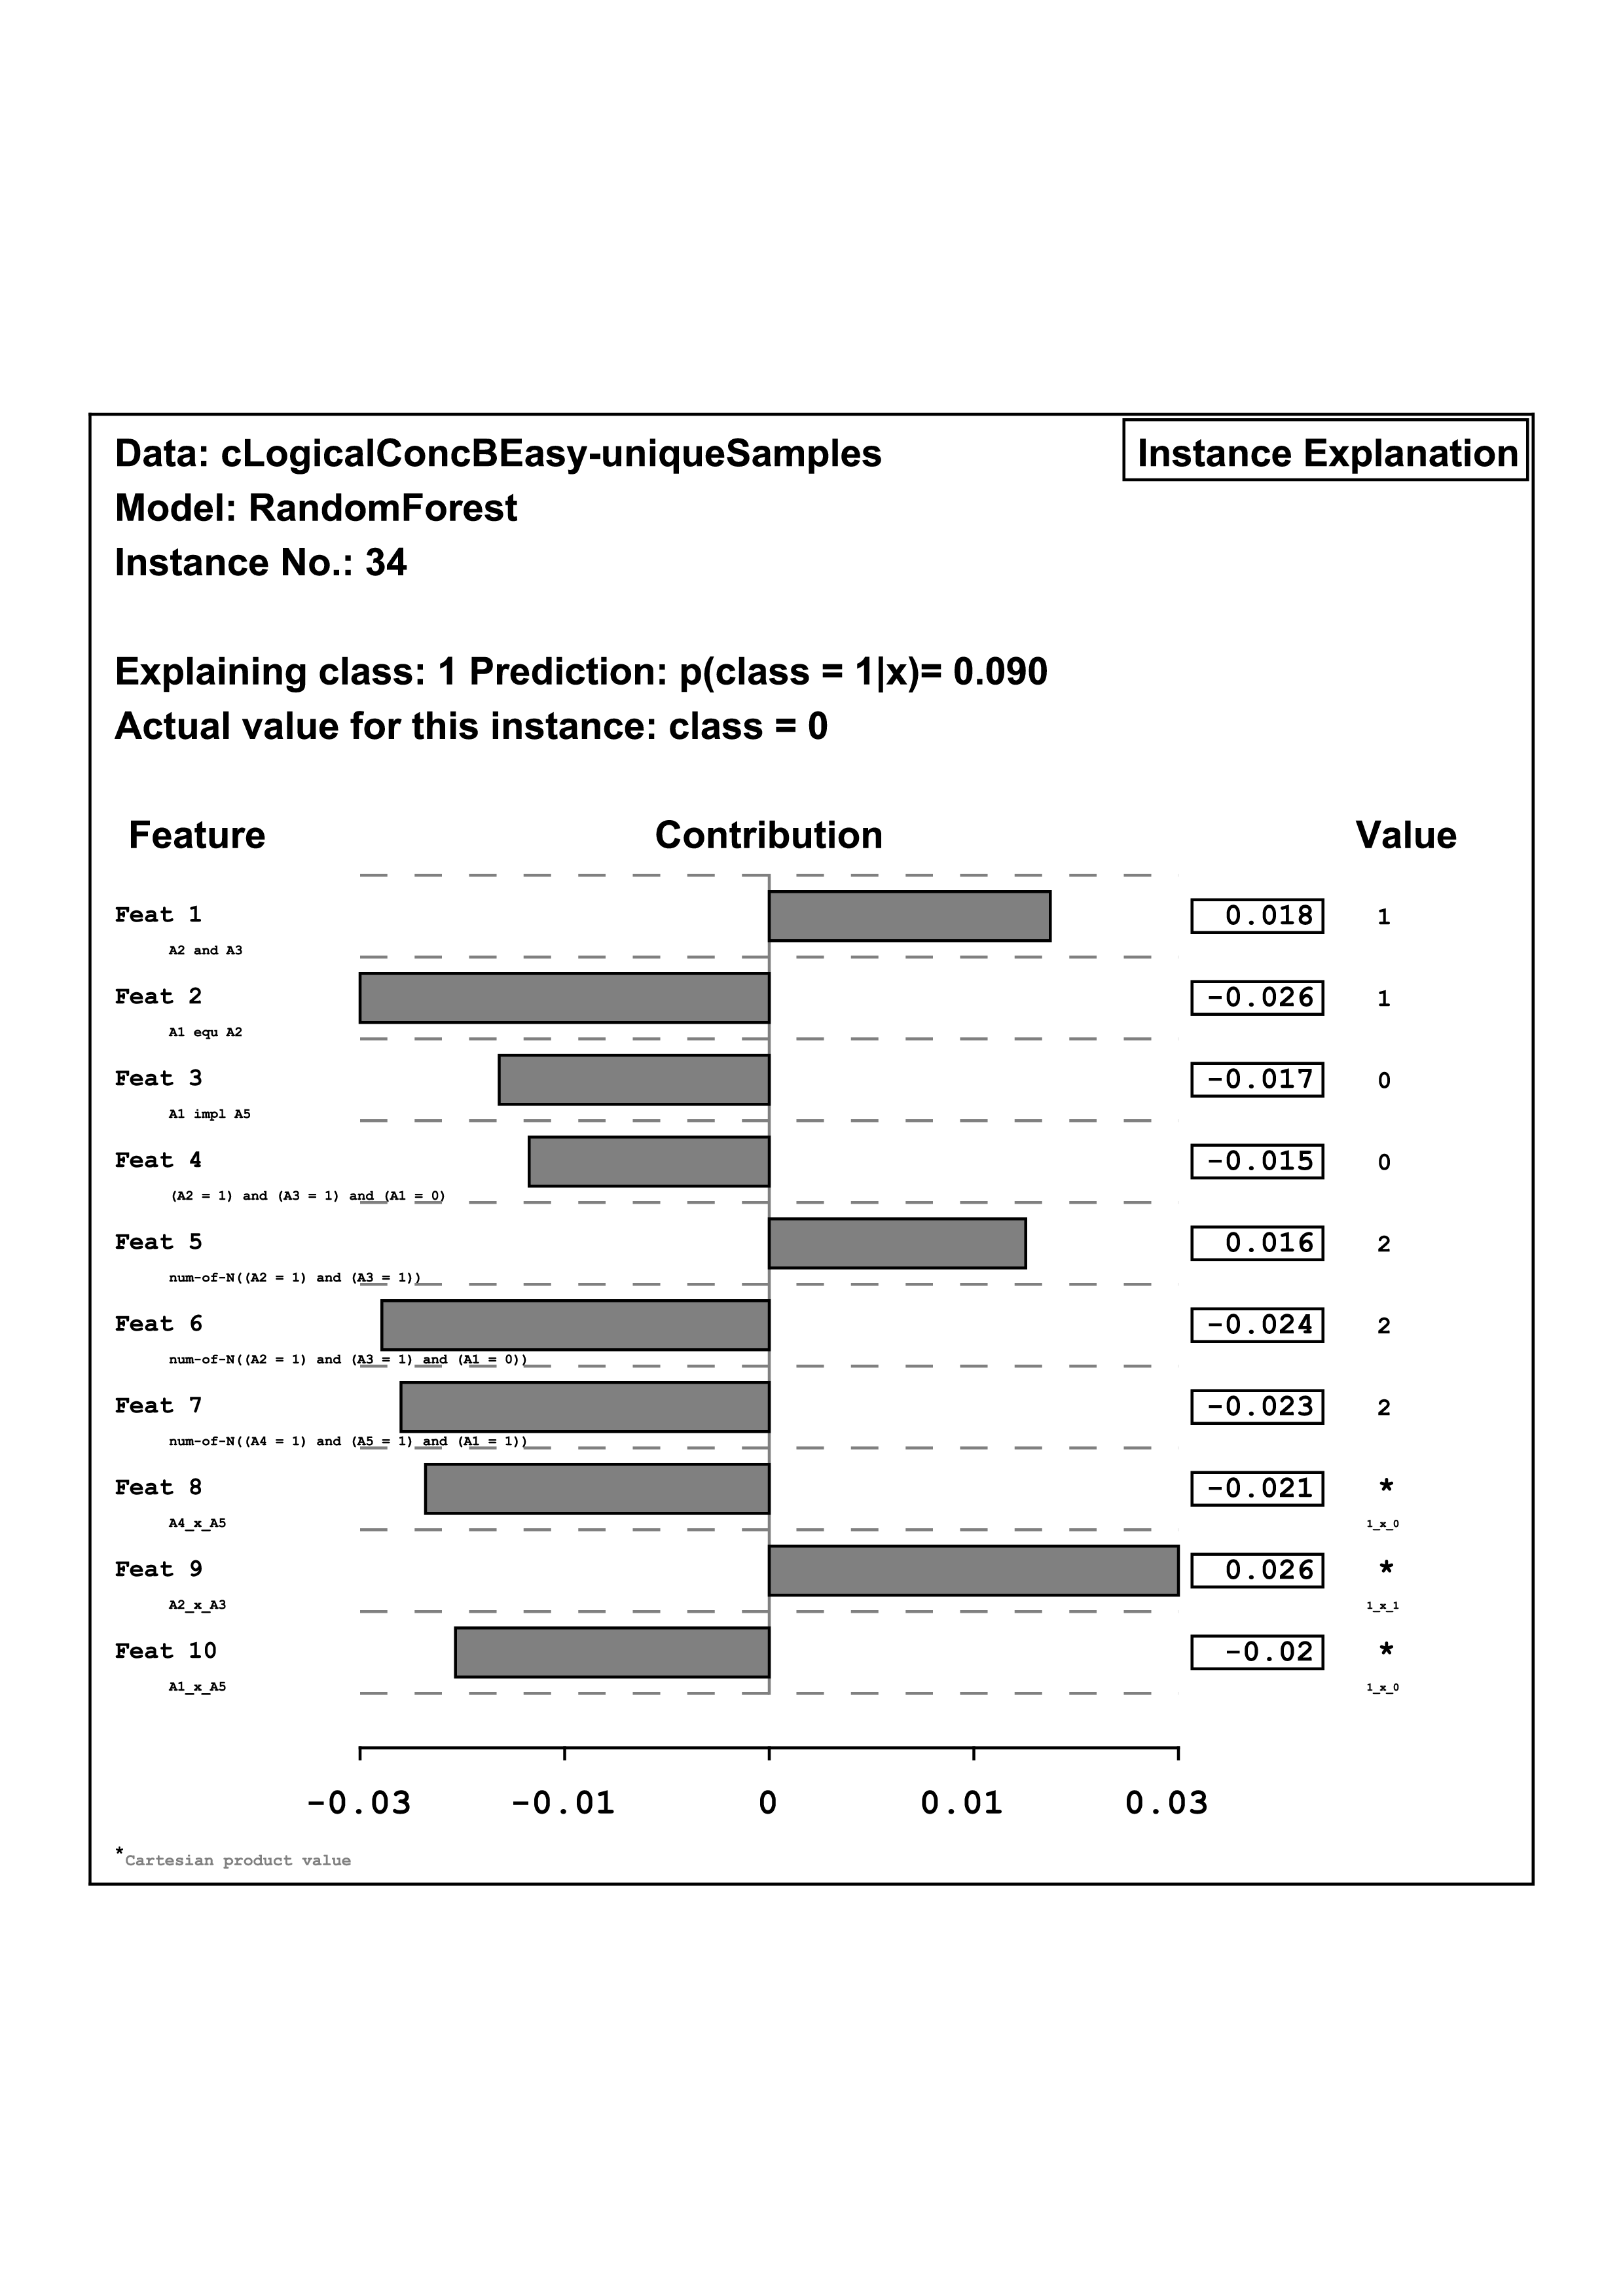 Data: cLogicalConcBEasy-uniqueSamples
Instance Explanation
Model: RandomForest
Instance No.: 34
Explaining class: 1 Prediction: p(class = 1|x)= 0.090
Actual value for this instance: class = 0
Feature Contribution Value
Feat 1 0.018 1
A2 and A3
Feat 2 -0.026 1
A1 equ A2
Feat 3 -0.017 0
A1 impl A5
Feat 4 -0.015 0
(A2 = 1) and (A3 = 1) and (A1 = 0)
Feat 5 0.016 2
num-of-N((A2 = 1) and (A3 = 1))
Feat 6 -0.024 2
num-of-N((A2 = 1) and (A3 = 1) and (A1 = 0))
Feat 7 -0.023 2
num-of-N((A4 = 1) and (A5 = 1) and (A1 = 1))
Feat 8 -0.021 *
A4_x_A5 1_x_0
Feat 9 0.026 *
A2_x_A3 1_x_1
Feat 10 -0.02 *
A1_x_A5 1_x_0
-0.03 -0.01 0 0.01 0.03
*Cartesian product value